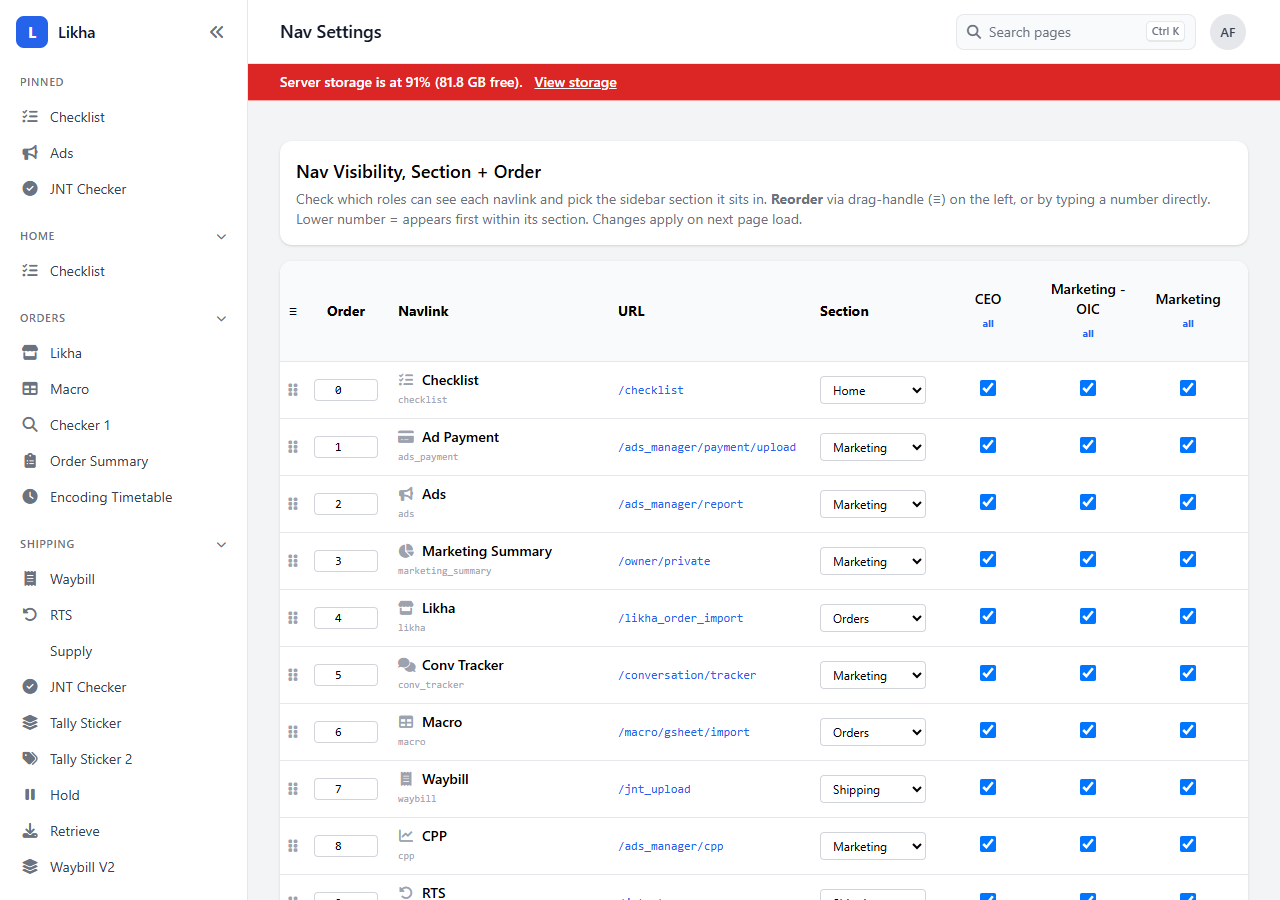 L Likha
PINNED
Checklist
Ads
JNT Checker
HOME
Checklist
ORDERS
Likha
Macro
Checker 1
Order Summary
Encoding Timetable
SHIPPING
Waybill
RTS
Supply
JNT Checker
Tally Sticker
Tally Sticker 2
Hold
Retrieve
Waybill V2
Nav Settings
Search pages Ctrl K AF
Server storage is at 91% (81.8 GB free). View storage
Nav Visibility, Section + Order
Check which roles can see each navlink and pick the sidebar section it sits in. Reorder via drag-handle (≡) on the left, or by typing a number directly.
Lower number = appears first within its section. Changes apply on next page load.
≡ Order Navlink URL Section CEO all Marketing - OIC all Marketing all
0 Checklist /checklist Home
checklist
1 Ad Payment /ads_manager/payment/upload Marketing
ads_payment
2 Ads /ads_manager/report Marketing
ads
3 Marketing Summary /owner/private Marketing
marketing_summary
4 Likha /likha_order_import Orders
likha
5 Conv Tracker /conversation/tracker Marketing
conv_tracker
6 Macro /macro/gsheet/import Orders
macro
7 Waybill /jnt_upload Shipping
waybill
8 CPP /ads_manager/cpp Marketing
cpp
RTS